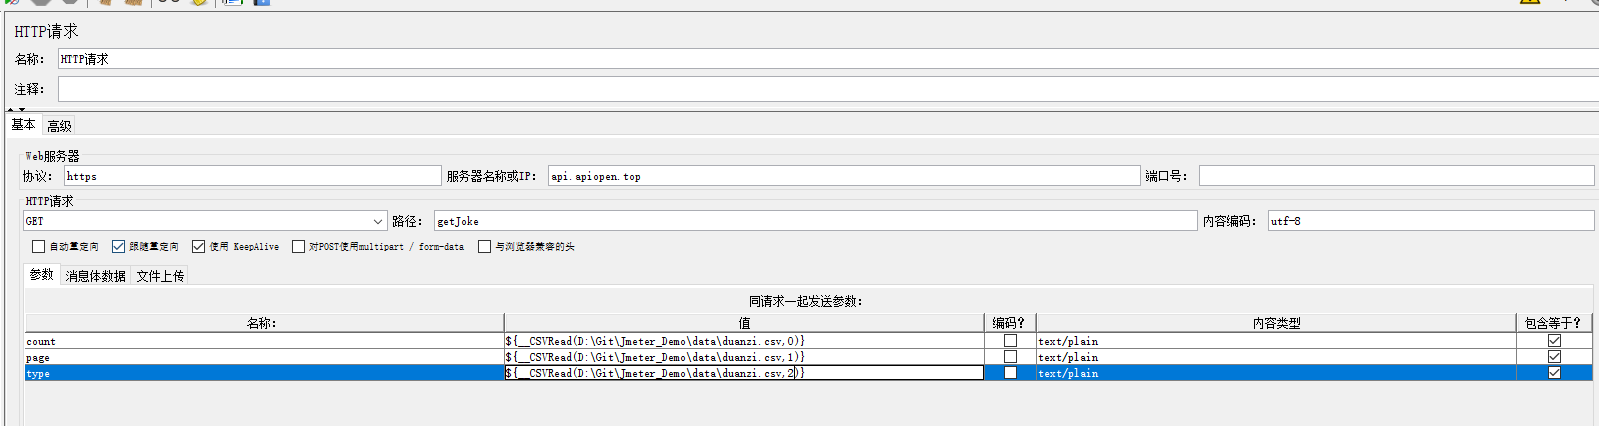 HTTP请求
名称： HTTP请求
注释：
基本 高级
Web服务器
协议： https 服务器名称或IP： api.apiopen.top 端口号：
HTTP请求
GET 路径： getJoke 内容编码： utf-8
自动重定向 跟随重定向 使用 KeepAlive 对POST使用multipart / form-data 与浏览器兼容的头
参数 消息体数据 文件上传
同请求一起发送参数：
名称： 值 编码？ 内容类型 包含等于？
count ${__CSVRead(D:\Git\Jmeter_Demo\data\duanzi.csv,0)} text/plain
page ${__CSVRead(D:\Git\Jmeter_Demo\data\duanzi.csv,1)} text/plain
type ${__CSVRead(D:\Git\Jmeter_Demo\data\duanzi.csv,2)} text/plain